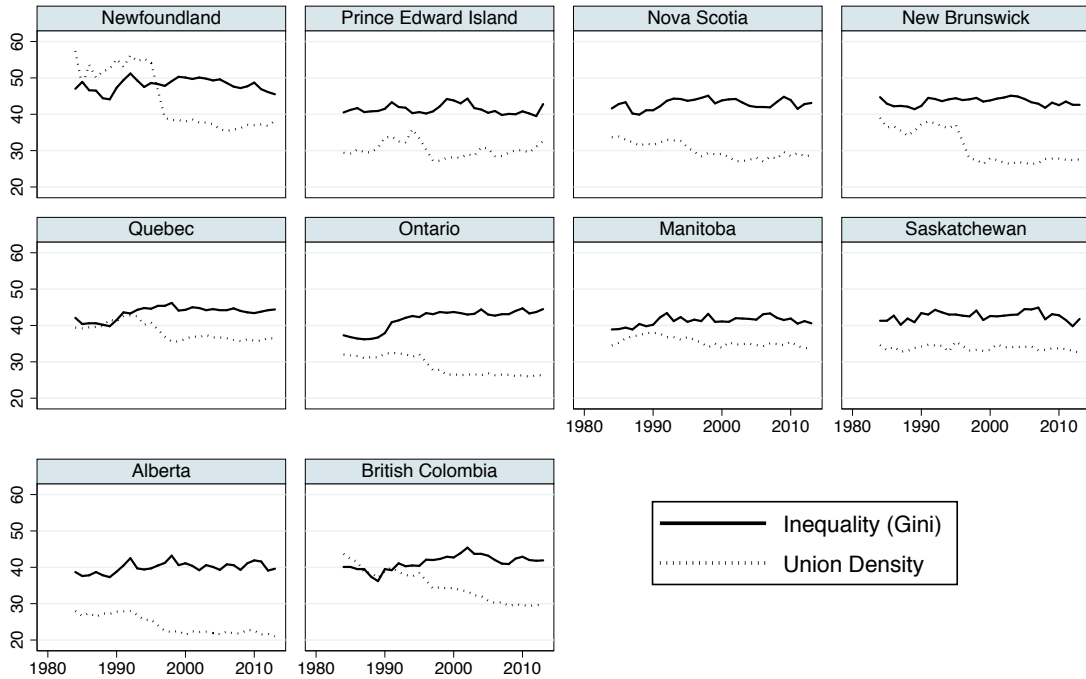 Newfoundland
Prince Edward Island
Nova Scotia
New Brunswick
60
50
40
30
20
Quebec
Ontario
Manitoba
Saskatchewan
60
50
40
30
20
1980 1990 2000 2010
1980 1990 2000 2010
Alberta
British Colombia
60
50
40
30
20
1980 1990 2000 2010
1980 1990 2000 2010
Inequality (Gini)
Union Density